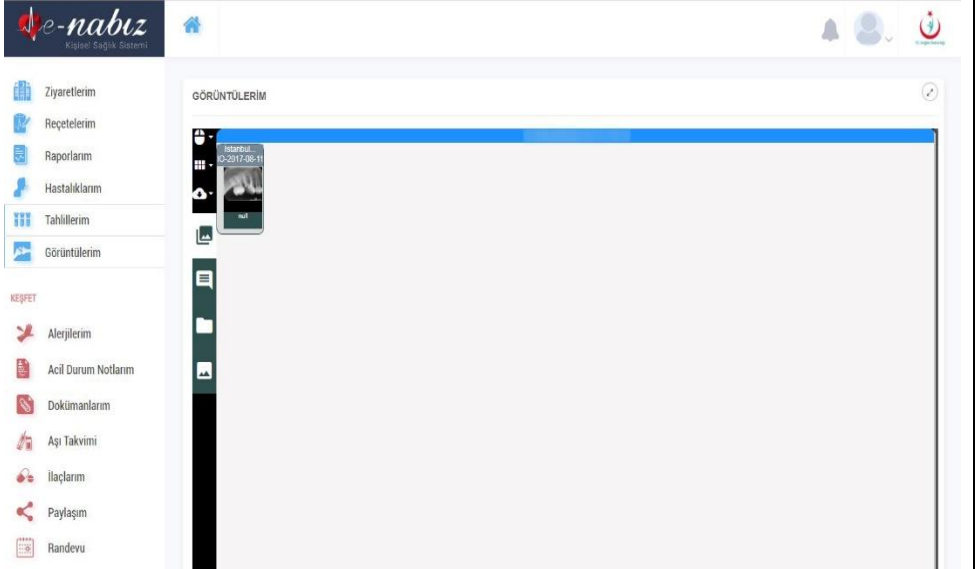 e-nabız
Kişisel Sağlık Sistemi
Ziyaretlerim
Reçetelerim
Raporlarım
Hastalıklarım
Tahlillerim
Görüntülerim
KEŞFET
Alerjilerim
Acil Durum Notlarım
Dokümanlarım
Aşı Takvimi
İlaçlarım
Paylaşım
Randevu
GÖRÜNTÜLERİM
İstanbul...
IO-2017-08-11
null